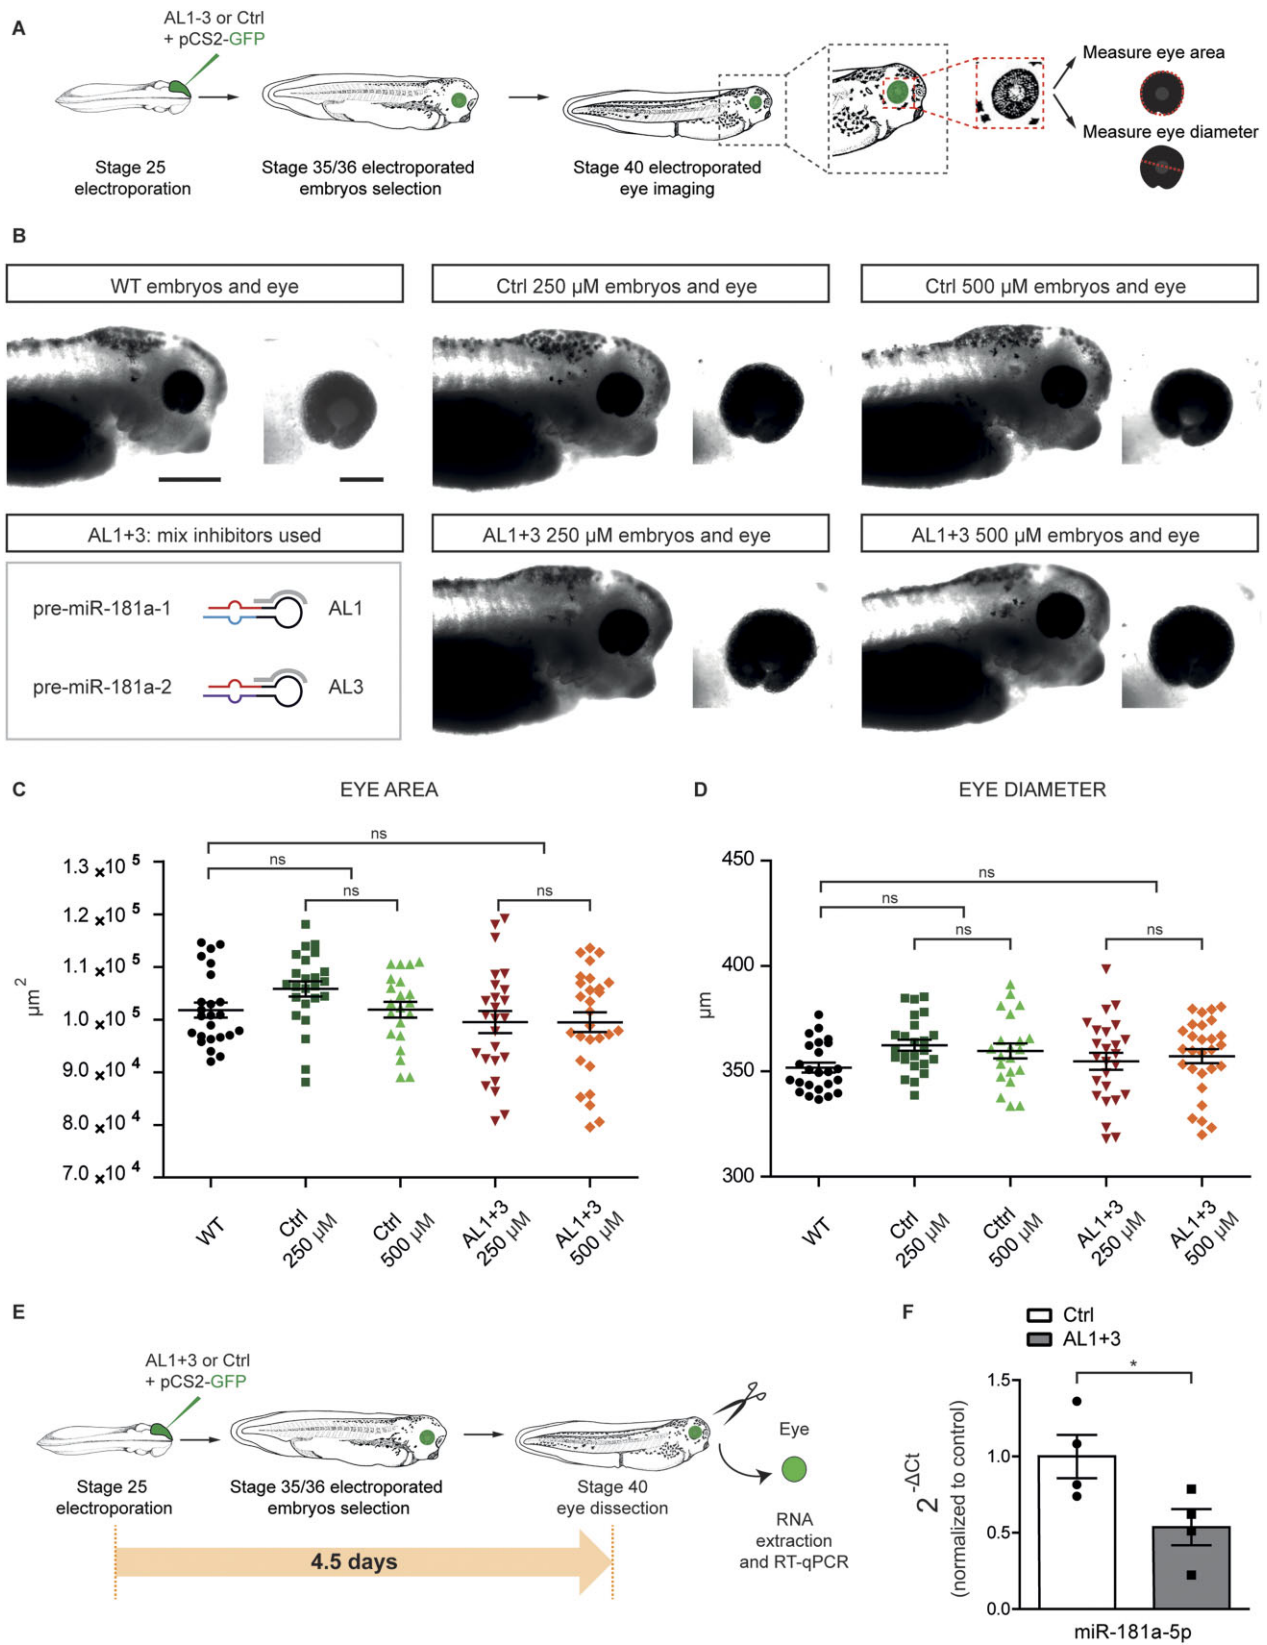 A
AL1-3 or Ctrl
+ pCS2-GFP
Stage 25
electroporation
Stage 35/36 electroporated
embryos selection
Stage 40 electroporated
eye imaging
Measure eye area
Measure eye diameter
B
WT embryos and eye
Ctrl 250 µM embryos and eye
Ctrl 500 µM embryos and eye
AL1+3: mix inhibitors used
AL1+3 250 µM embryos and eye
AL1+3 500 µM embryos and eye
pre-miR-181a-1
AL1
pre-miR-181a-2
AL3
C
EYE AREA
ns
ns
ns
ns
1.3 ×10 5
1.2 ×10 5
1.1 ×10 5
1.0 ×10 5
9.0 ×10 4
8.0 ×10 4
7.0 ×10 4
µm2
WT
Ctrl
250 µM
Ctrl
500 µM
AL1+3
250 µM
AL1+3
500 µM
D
EYE DIAMETER
ns
ns
ns
ns
450
400
350
300
µm
WT
Ctrl
250 µM
Cttrl
500 µM
AL1+3
250 µM
AL1+3
500 µM
E
AL1+3 or Ctrl
+ pCS2-GFP
Stage 25
electroporation
Stage 35/36 electroporated
embryos selection
Stage 40
eye dissection
Eye
RNA
extraction
and RT-qPCR
4.5 days
F
Ctrl
AL1+3
*
1.5
1.0
0.5
0.0
2-ΔCt
(normalized to control)
miR-181a-5p